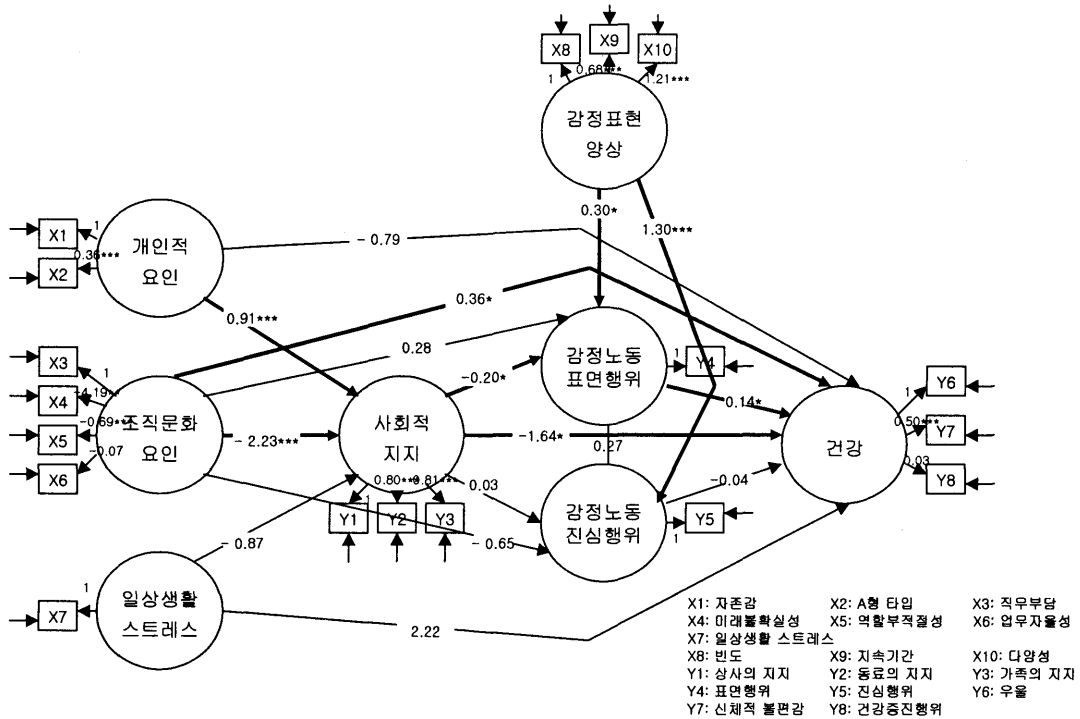 X8
X9
X10
1
0.68***
1.21***
감정표현
양상
0.30*
1.30***
X1
1
X2
0.36***
개인적
요인
- 0.79
0.91***
0.36*
X3
1
X4
-4.19**
X5
-0.69***
X6
-0.07
조직문화
요인
0.28
- 2.23***
사회적
지지
-0.20*
감정노동
표면행위
1
Y4
0.14*
-1.64*
0.27
건강
1
Y6
0.50***
Y7
0.03
Y8
0.80***
0.81***
1
Y1
Y2
Y3
0.03
감정노동
진심행위
-0.04
1
Y5
- 0.65
- 0.87
X7
1
일상생활
스트레스
2.22
X1: 자존감 X2: A형 타입 X3: 직무부담
X4: 미래불확실성 X5: 역할부적절성 X6: 업무자율성
X7: 일상생활 스트레스
X8: 빈도 X9: 지속기간 X10: 다양성
Y1: 상사의 지지 Y2: 동료의 지지 Y3: 가족의 지지
Y4: 표면행위 Y5: 진심행위 Y6: 우울
Y7: 신체적 불편감 Y8: 건강증진행위